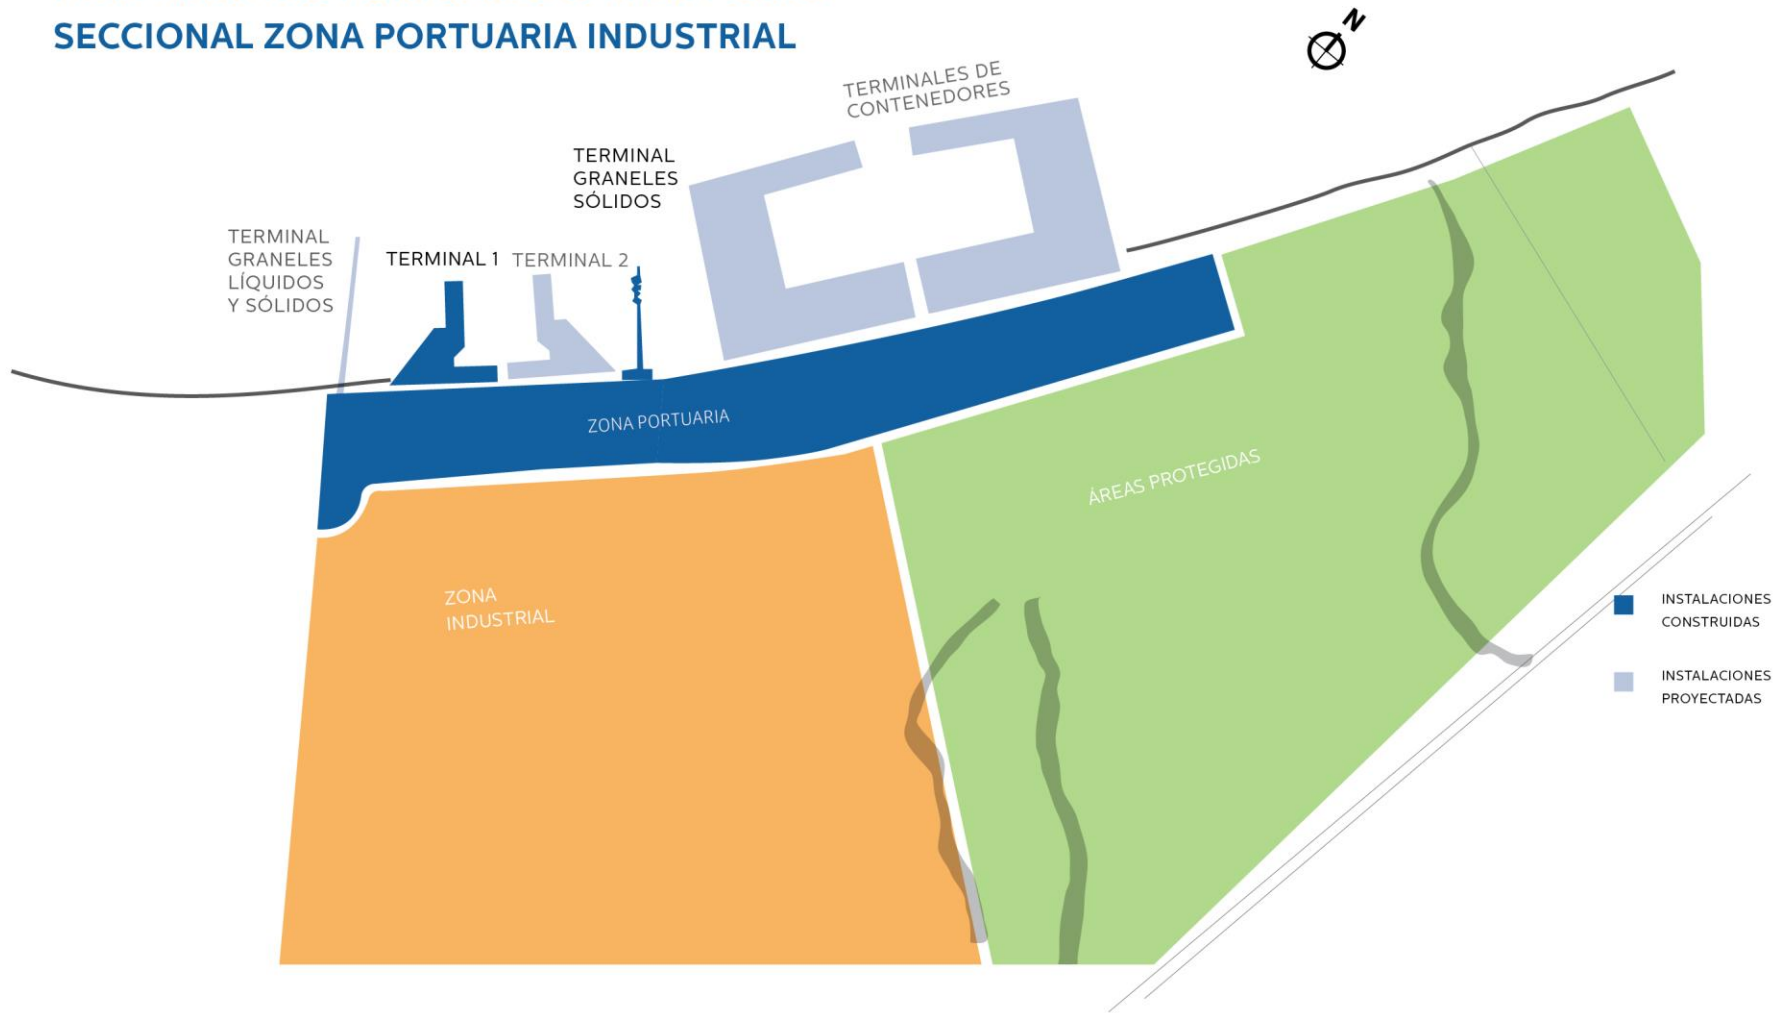 SECCIONAL ZONA PORTUARIA INDUSTRIAL
N
TERMINALES DE
CONTENEDORES
TERMINAL
GRANELES
SÓLIDOS
TERMINAL
GRANELES
LÍQUIDOS
Y SÓLIDOS
TERMINAL 1
TERMINAL 2
ZONA PORTUARIA
ÁREAS PROTEGIDAS
ZONA
INDUSTRIAL
INSTALACIONES
CONSTRUIDAS
INSTALACIONES
PROYECTADAS